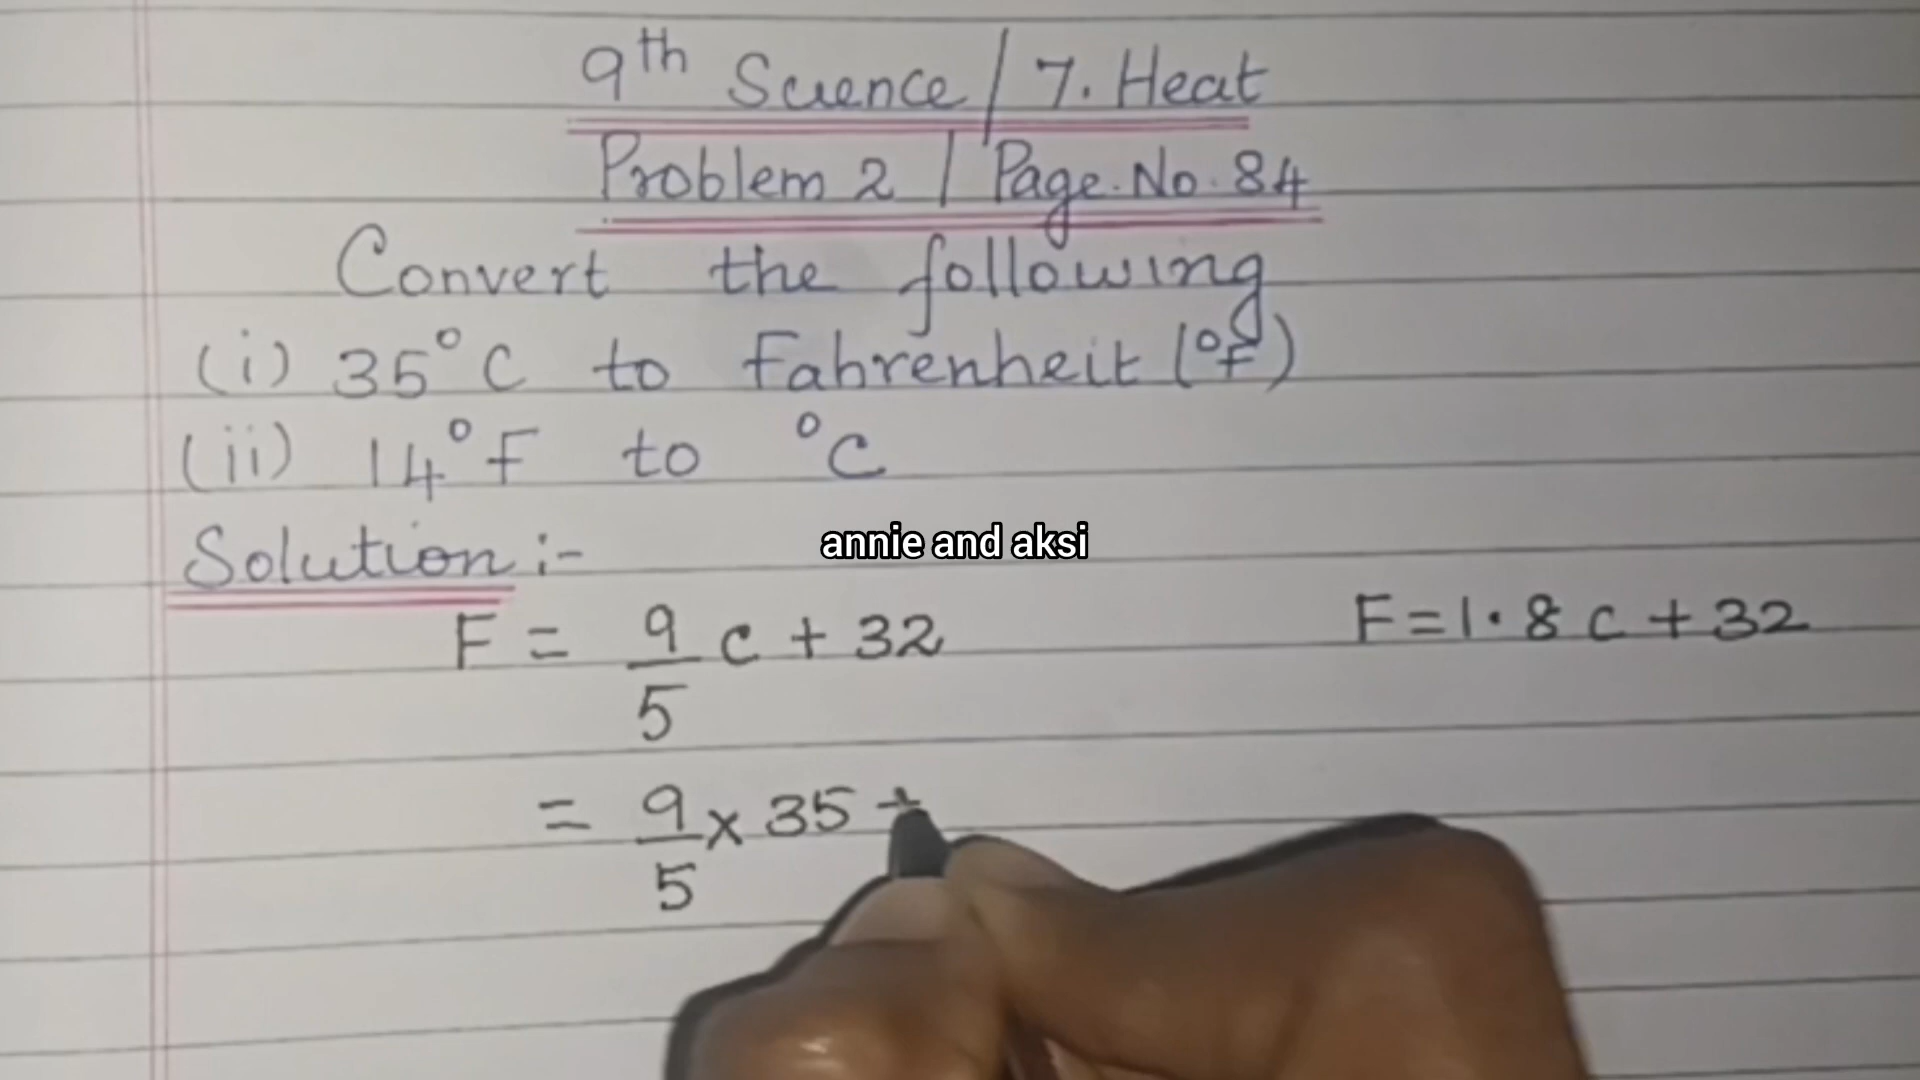 9th Science / 7. Heat
Problem 2 / Page.No.84
Convert the following
(i) 35°C to Fahrenheit (°F)
(ii) 14°F to °C
annie and aksi
Solution :-
F = 9/5 C + 32
F = 1.8 C + 32
= 9/5 × 35 +